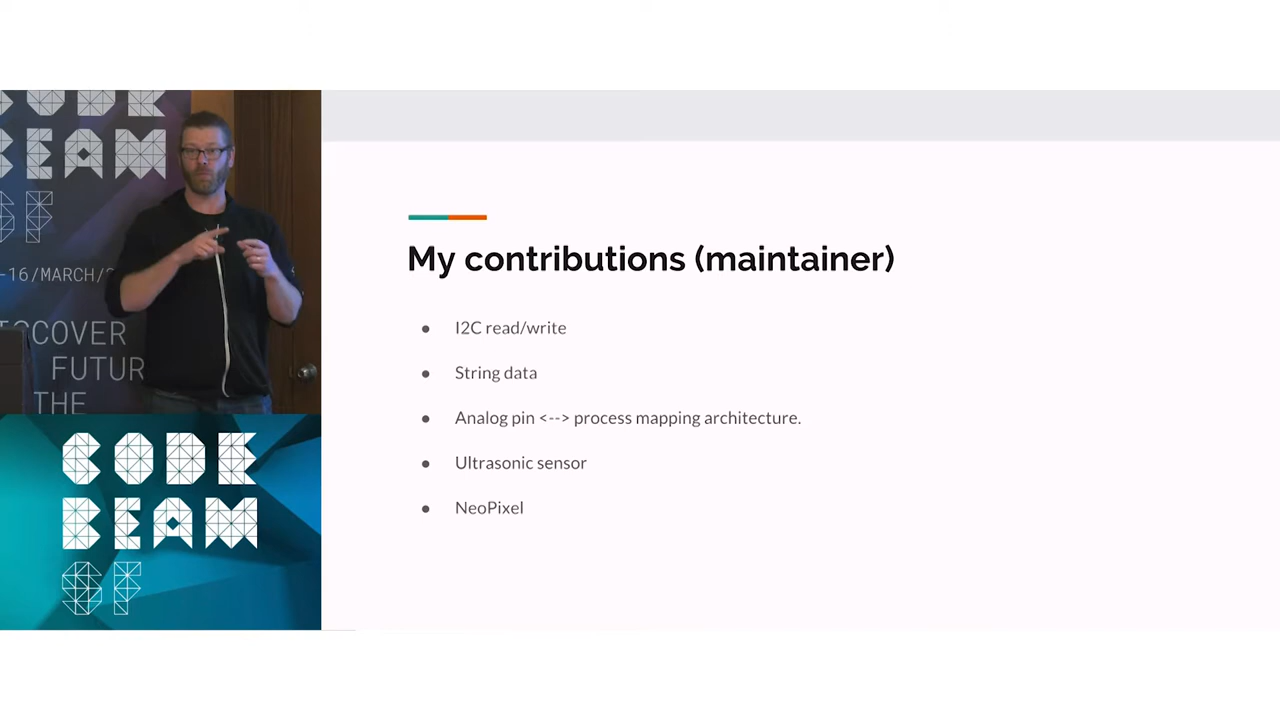 CODE
BEAM
SF
-16/MARCH/
COVER
FUTUR
THE
CODE
BEAM
SF
My contributions (maintainer)
● I2C read/write
● String data
● Analog pin <--> process mapping architecture.
● Ultrasonic sensor
● NeoPixel